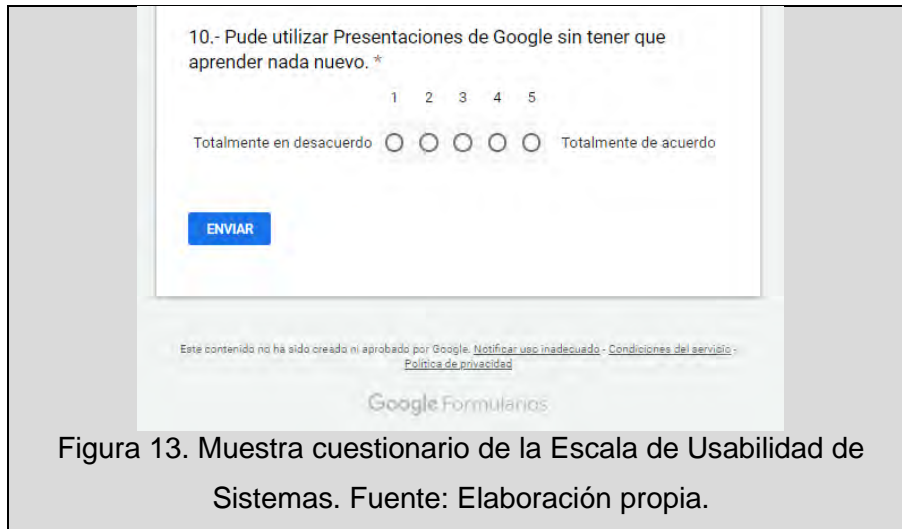 10.- Pude utilizar Presentaciones de Google sin tener que
aprender nada nuevo. *
1 2 3 4 5
Totalmente en desacuerdo Totalmente de acuerdo
ENVIAR
Este contenido no ha sido creado ni aprobado por Google. Notificar uso inadecuado - Condiciones del servicio -
Política de privacidad
Google Formularios
Figura 13. Muestra cuestionario de la Escala de Usabilidad de
Sistemas. Fuente: Elaboración propia.